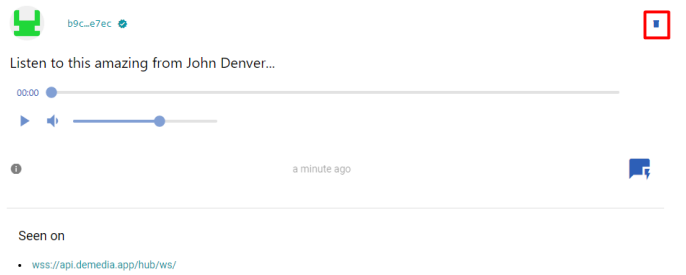 b9c...e7ec
Listen to this amazing from John Denver...
00:00
a minute ago
Seen on
wss://api.demedia.app/hub/ws/